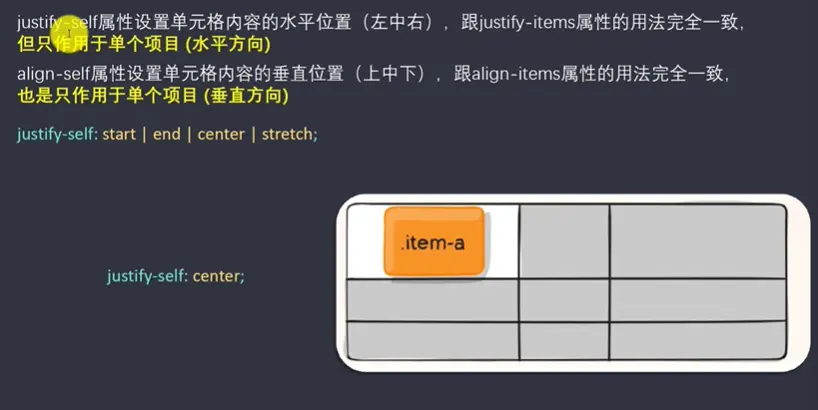 justify-self属性设置单元格内容的水平位置（左中右），跟justify-items属性的用法完全一致，
但只作用于单个项目 (水平方向)
align-self属性设置单元格内容的垂直位置（上中下），跟align-items属性的用法完全一致，
也是只作用于单个项目 (垂直方向)
justify-self: start | end | center | stretch;
.item-a
justify-self: center;